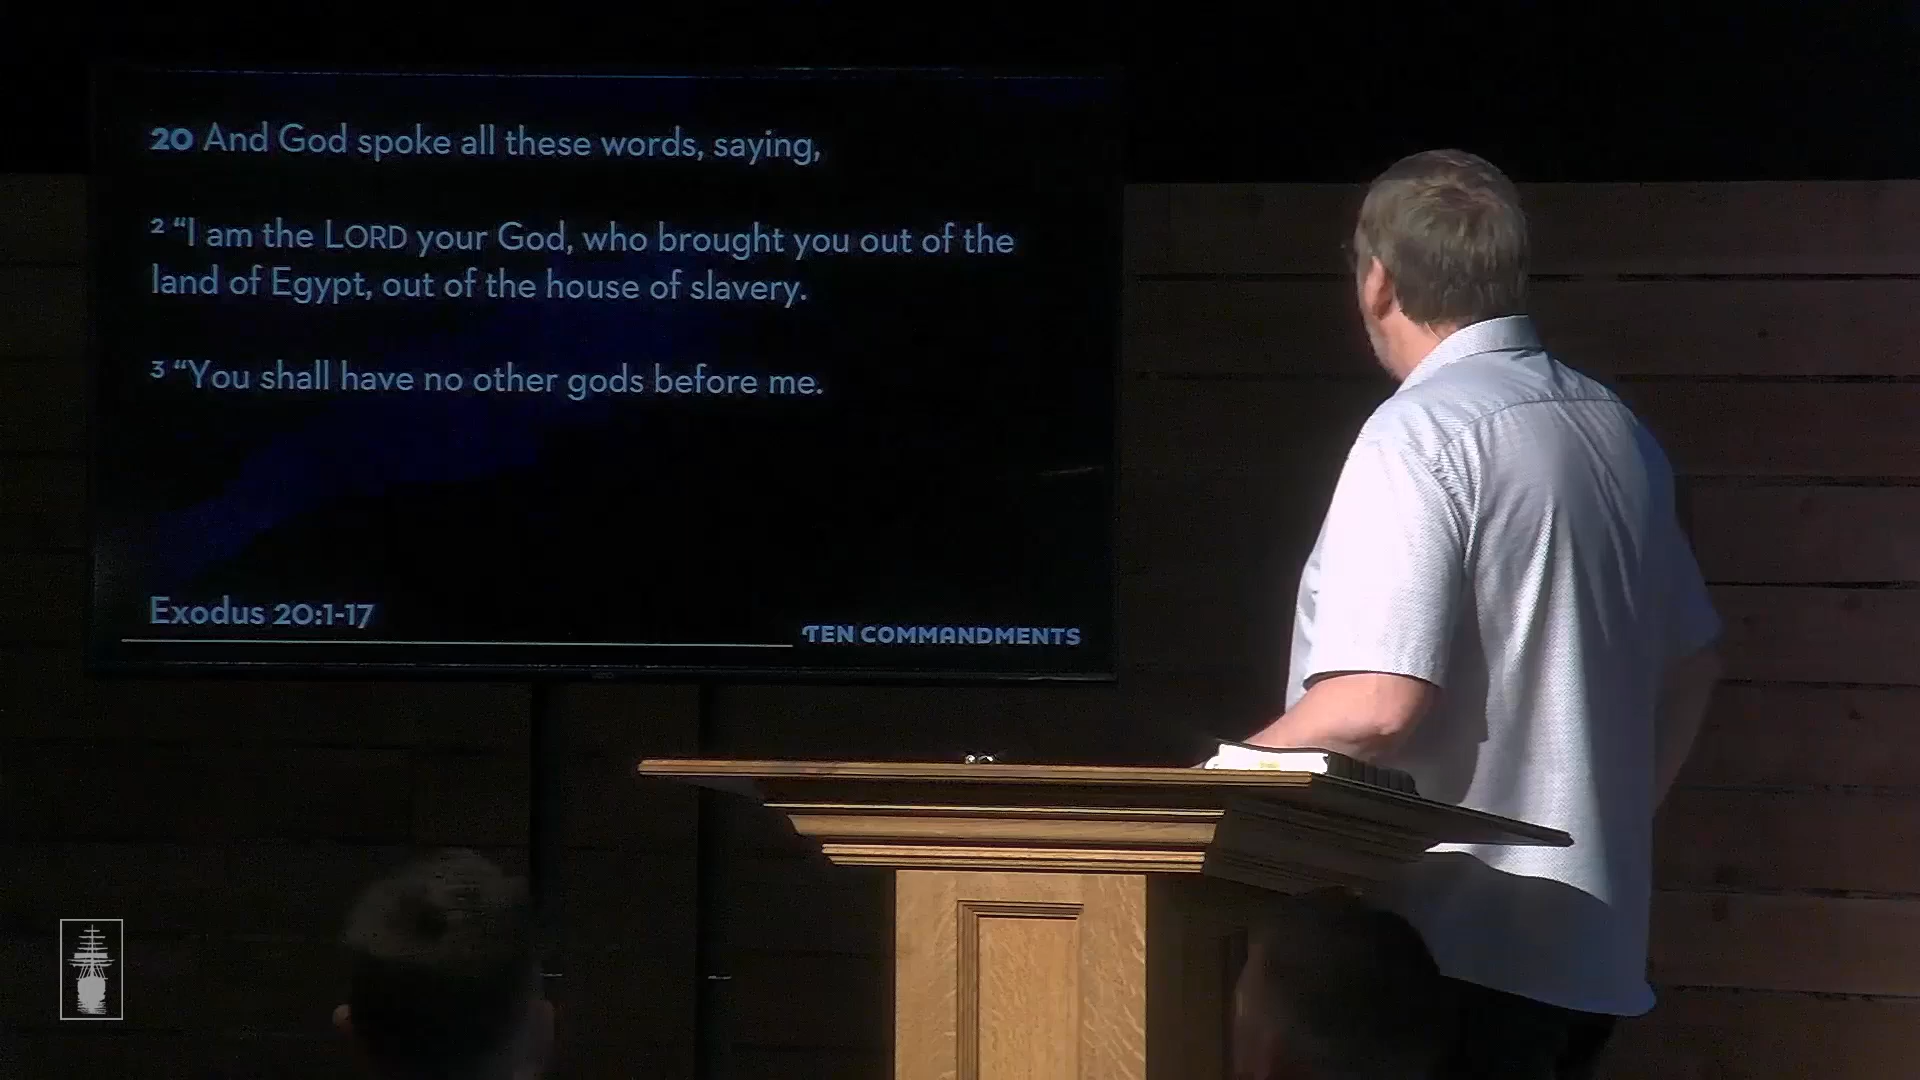 20 And God spoke all these words, saying,
2 “I am the LORD your God, who brought you out of the
land of Egypt, out of the house of slavery.
3 “You shall have no other gods before me.
Exodus 20:1-17
TEN COMMANDMENTS